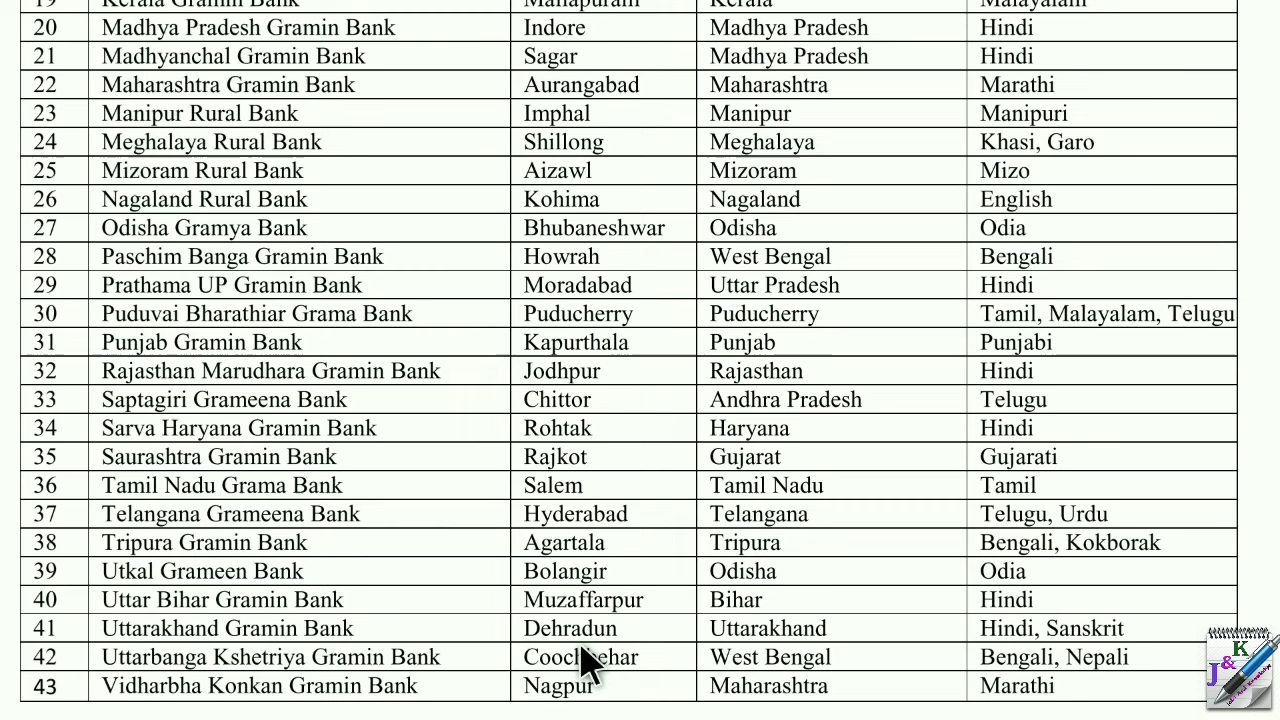 19 Kerala Gramin Bank Mallapuram Kerala Malayalam
20 Madhya Pradesh Gramin Bank Indore Madhya Pradesh Hindi
21 Madhyanchal Gramin Bank Sagar Madhya Pradesh Hindi
22 Maharashtra Gramin Bank Aurangabad Maharashtra Marathi
23 Manipur Rural Bank Imphal Manipur Manipuri
24 Meghalaya Rural Bank Shillong Meghalaya Khasi, Garo
25 Mizoram Rural Bank Aizawl Mizoram Mizo
26 Nagaland Rural Bank Kohima Nagaland English
27 Odisha Gramya Bank Bhubaneshwar Odisha Odia
28 Paschim Banga Gramin Bank Howrah West Bengal Bengali
29 Prathama UP Gramin Bank Moradabad Uttar Pradesh Hindi
30 Puduvai Bharathiar Grama Bank Puducherry Puducherry Tamil, Malayalam, Telugu
31 Punjab Gramin Bank Kapurthala Punjab Punjabi
32 Rajasthan Marudhara Gramin Bank Jodhpur Rajasthan Hindi
33 Saptagiri Grameena Bank Chittor Andhra Pradesh Telugu
34 Sarva Haryana Gramin Bank Rohtak Haryana Hindi
35 Saurashtra Gramin Bank Rajkot Gujarat Gujarati
36 Tamil Nadu Grama Bank Salem Tamil Nadu Tamil
37 Telangana Grameena Bank Hyderabad Telangana Telugu, Urdu
38 Tripura Gramin Bank Agartala Tripura Bengali, Kokborak
39 Utkal Grameen Bank Bolangir Odisha Odia
40 Uttar Bihar Gramin Bank Muzaffarpur Bihar Hindi
41 Uttarakhand Gramin Bank Dehradun Uttarakhand Hindi, Sanskrit
42 Uttarbanga Kshetriya Gramin Bank West Bengal Bengali, Nepali
43 Vidharbha Konkan Gramin Bank Nagpur Maharashtra Marathi
J & K